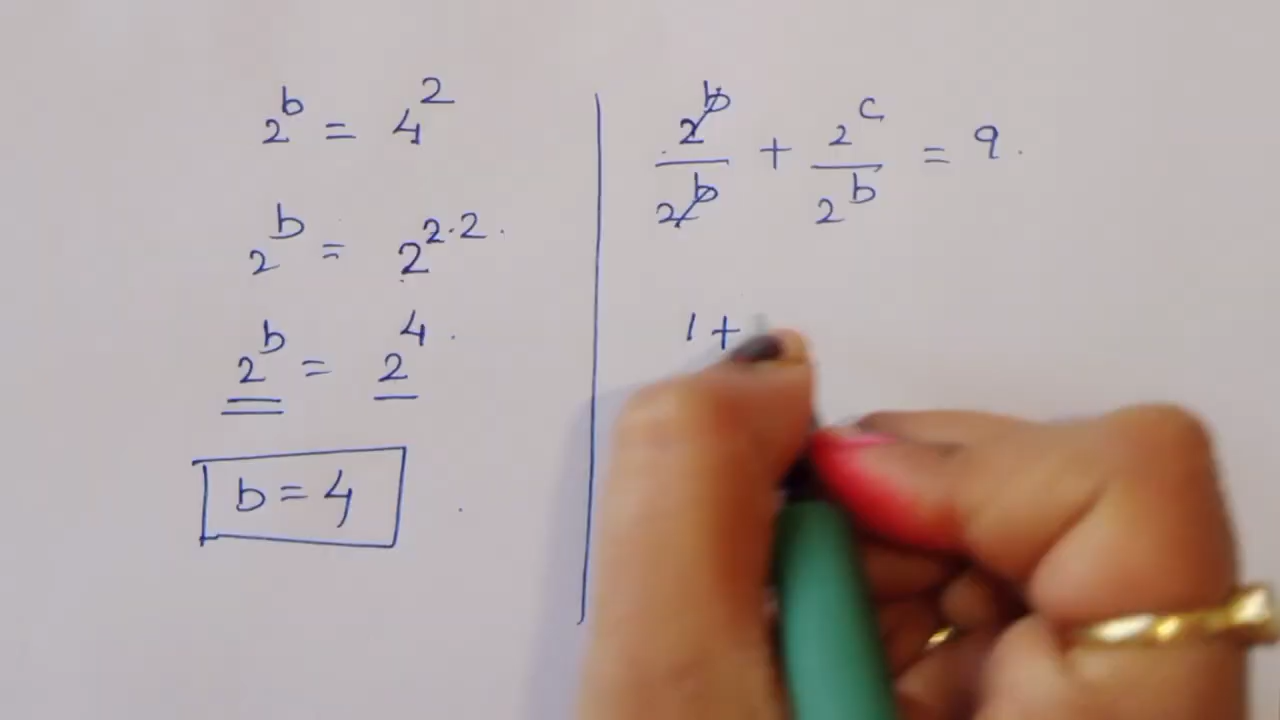 2^b = 4^2
2^b = 2^{2·2}.
2^b = 2^4.
b = 4
2^b/2^b + 2^c/2^b = 9.
1 +